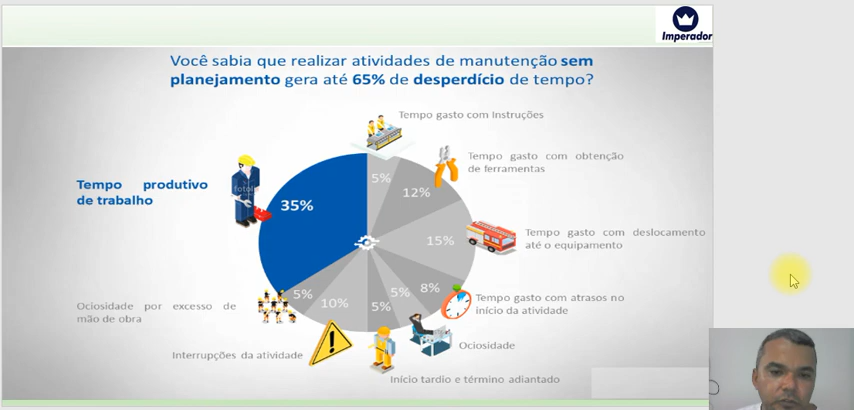 Imperador
Você sabia que realizar atividades de manutenção sem
planejamento gera até 65% de desperdício de tempo?
Tempo gasto com Instruções
Tempo gasto com obtenção
de ferramentas
Tempo produtivo
de trabalho
5%
12%
35%
15%
Tempo gasto com deslocamento
até o equipamento
8%
5%
5%
10%
5%
Tempo gasto com atrasos no
início da atividade
Ociosidade por excesso de
mão de obra
Ociosidade
Interrupções da atividade
Início tardio e término adiantado